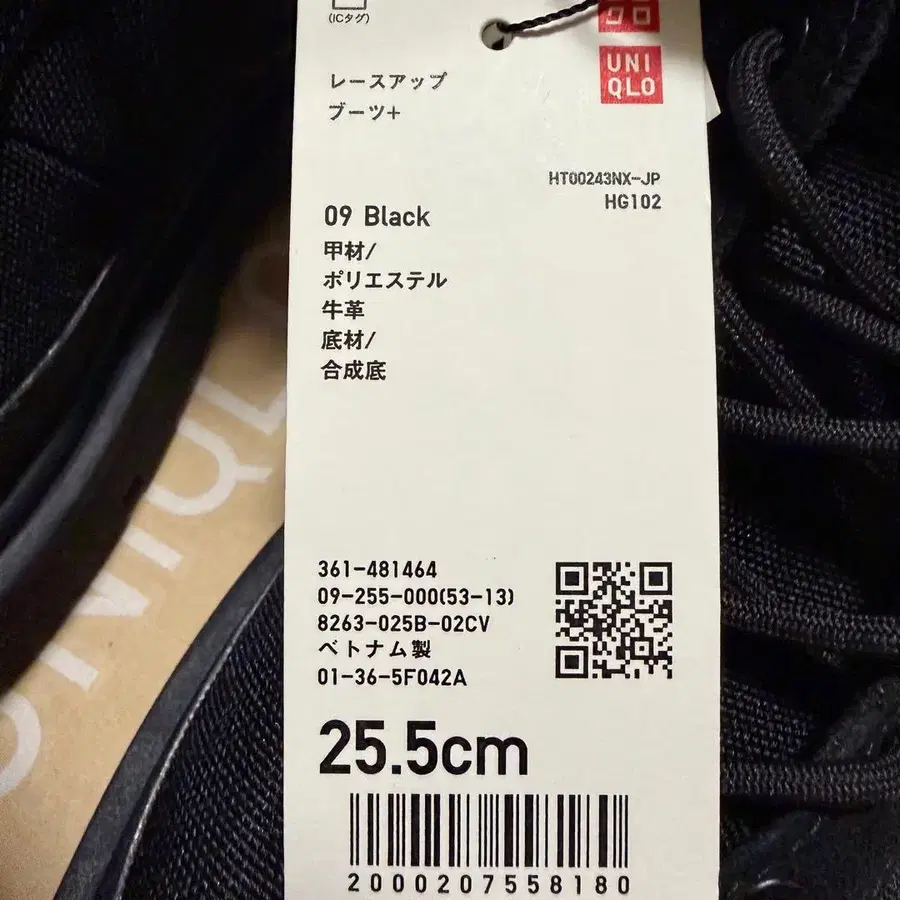 (ICタグ)
UNI
QLO
レースアップ
ブーツ+
HT00243NX-JP
HG102
09 Black
甲材/
ポリエステル
牛革
底材/
合成底
361-481464
09-255-000(53-13)
8263-025B-02CV
ベトナム製
01-36-5F042A
25.5cm
2000207558180
UNIQLO